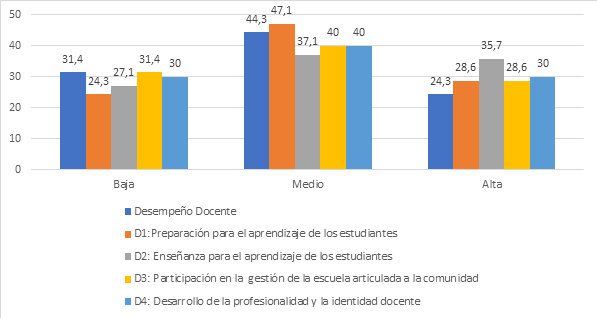 50
47,1
44,3
40
40
40
37,1
35,7
31,4
31,4
30
28,6
28,6
30
30
27,1
24,3
24,3
20
10
0
Baja
Medio
Alta
Desempeño Docente
D1:Preparación para el aprendizaje de los estudiantes
D2: Enseñanza para el aprendizaje de los estudiantes
D3: Participación en la gestión de la escuela articulada a la comunidad
D4: Desarrollo de la profesionalidad y la identidad docente